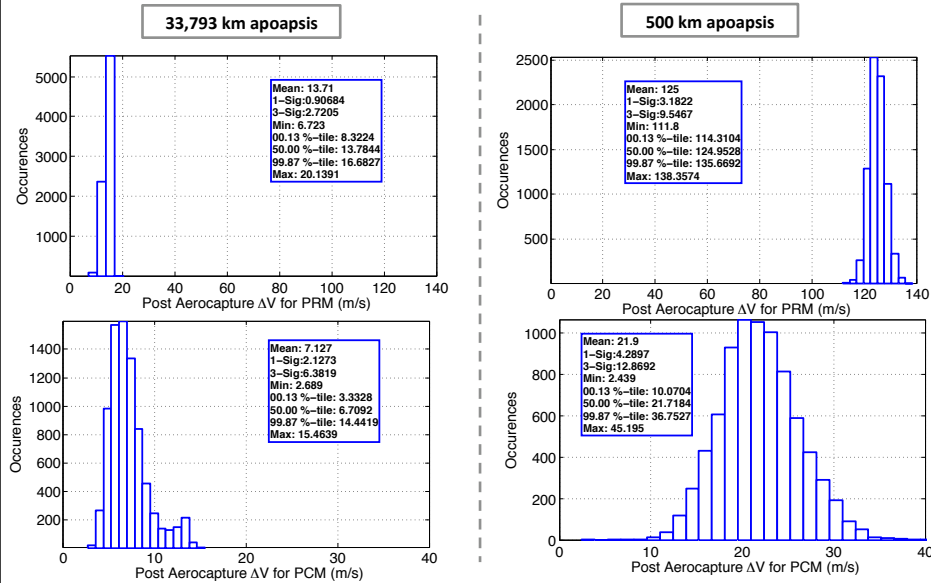 33,793 km apoapsis
500 km apoapsis
5000
4000
3000
2000
1000
Occurences
Mean: 13.71
1−Sig:0.90684
3−Sig:2.7205
Min: 6.723
00.13 %−tile: 8.3224
50.00 %−tile: 13.7844
99.87 %−tile: 16.6827
Max: 20.1391
0 20 40 60 80 100 120 140
Post Aerocapture ΔV for PRM (m/s)
2500
2000
1500
1000
500
Occurences
Mean: 125
1−Sig:3.1822
3−Sig:9.5467
Min: 111.8
00.13 %−tile: 114.3104
50.00 %−tile: 124.9528
99.87 %−tile: 135.6692
Max: 138.3574
0 20 40 60 80 100 120 140
Post Aerocapture ΔV for PRM (m/s)
1400
1200
1000
800
600
400
200
Occurences
Mean: 7.127
1−Sig:2.1273
3−Sig:6.3819
Min: 2.689
00.13 %−tile: 3.3328
50.00 %−tile: 6.7092
99.87 %−tile: 14.4419
Max: 15.4639
0 10 20 30 40
Post Aerocapture ΔV for PCM (m/s)
1000
800
600
400
200
0
Occurences
Mean: 21.9
1−Sig:4.2897
3−Sig:12.8692
Min: 2.439
00.13 %−tile: 10.0704
50.00 %−tile: 21.7184
99.87 %−tile: 36.7527
Max: 45.195
0 10 20 30 40
Post Aerocapture ΔV for PCM (m/s)